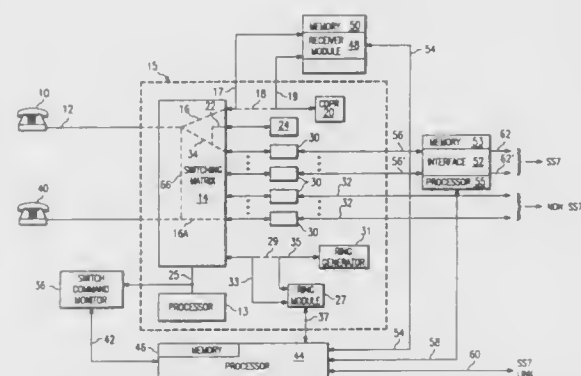 MEMORY 50
RECEIVER MODULE 48
54
15
17
18
19
10
12
16
22
CDPR 20
24
34
30
56
MEMORY 53
62
INTERFACE 52
SS7
56'
62'
PROCESSOR 55
SWITCHING MATRIX 14
30
66
30
32
NON SS7
40
30
32
16A
29
35
31
RING GENERATOR
36
SWITCH COMMAND MONITOR
25
33
RING MODULE
27
PROCESSOR
13
37
42
46
MEMORY
PROCESSOR 44
54
58
60
SS7 LINK